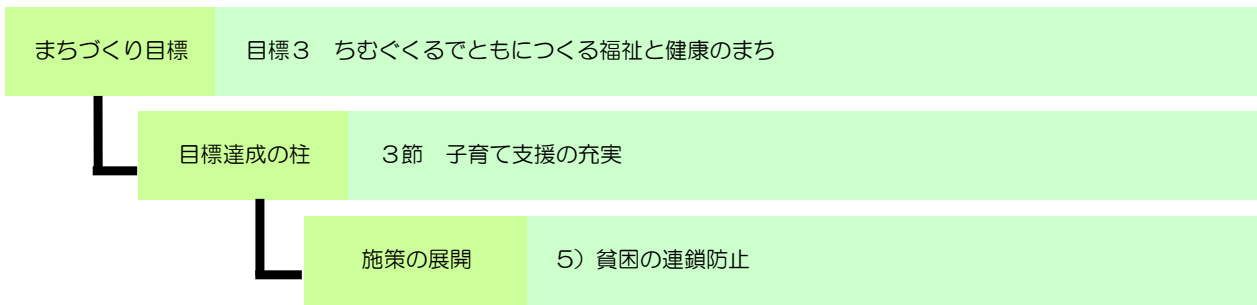 まちづくり目標　目標３　ちむぐくるでともにつくる福祉と健康のまち
目標達成の柱　３節　子育て支援の充実
施策の展開　５）貧困の連鎖防止